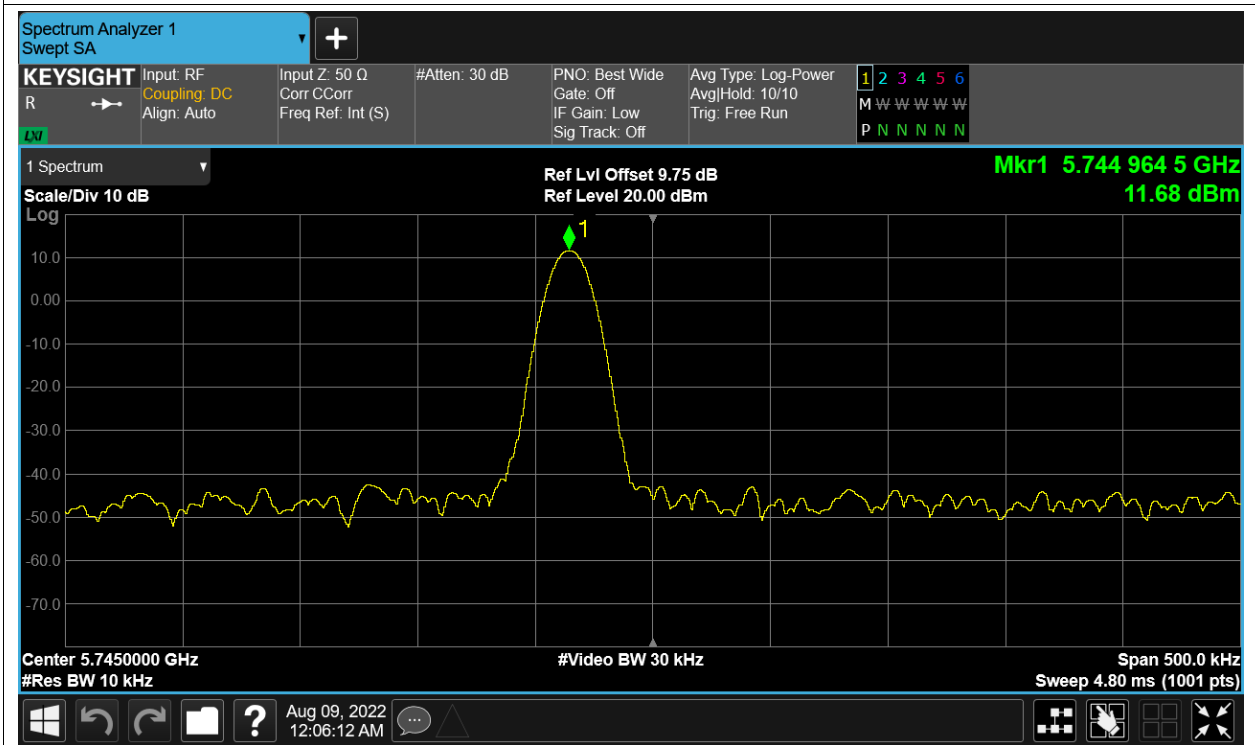 Spectrum Analyzer 1
Swept SA
KEYSIGHT
R
LXI
Input: RF
Coupling: DC
Align: Auto
Input Z: 50 Ω
Corr CCorr
Freq Ref: Int (S)
#Atten: 30 dB
PNO: Best Wide
Gate: Off
IF Gain: Low
Sig Track: Off
Avg Type: Log-Power
Avg|Hold: 10/10
Trig: Free Run
1 2 3 4 5 6
M W W W W W
P N N N N N
1 Spectrum
Scale/Div 10 dB
Log
Ref Lvl Offset 9.75 dB
Ref Level 20.00 dBm
Mkr1 5.744 964 5 GHz
11.68 dBm
1
10.0
0.00
-10.0
-20.0
-30.0
-40.0
-50.0
-60.0
-70.0
Center 5.7450000 GHz
#Res BW 10 kHz
#Video BW 30 kHz
Span 500.0 kHz
Sweep 4.80 ms (1001 pts)
?
Aug 09, 2022
12:06:12 AM